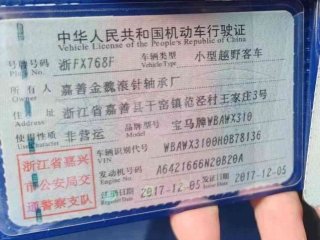 中华人民共和国机动车行驶证
Vehicle License of the People's Republic of China
号牌号码 浙FX768F 车辆类型 小型越野客车
Plate No. Vehicle Type
所有人 嘉善金魏滚针轴承厂
Owner
住址 浙江省嘉善县干窑镇范泾村王家庄3号
Address
使用性质 非营运 品牌型号 宝马牌WBAWX310
Use Character Model
浙江省嘉兴市公安局交通警察支队
车辆识别代号 WBAWX3100H0B78136
VIN
发动机号码 A6421666N20B20A
Engine No.
注册日期 2017-12-05 发证日期 2017-12-05